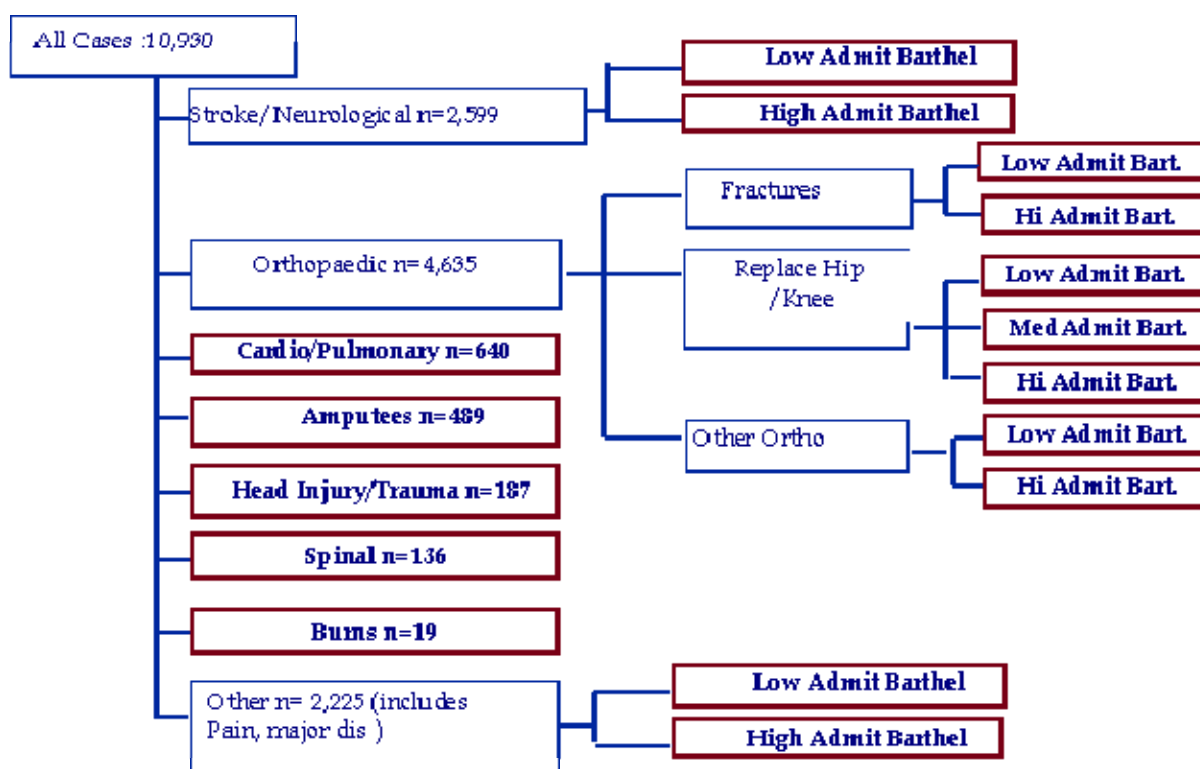 All Cases :10,930
Stroke/Neurological n=2,599
Low Admit Barthel
High Admit Barthel
Orthopaedic n=4,635
Fractures
Low Admit Bart.
Hi Admit Bart.
Replace Hip
/Knee
Low Admit Bart.
Med Admit Bart.
Hi Admit Bart.
Other Ortho
Low Admit Bart.
Hi Admit Bart.
Cardio/Pulmonary n=640
Amputees n=489
Head Injury/Trauma n=187
Spinal n=136
Burns n=19
Other n= 2,225 (includes
Pain, major dis )
Low Admit Barthel
High Admit Barthel